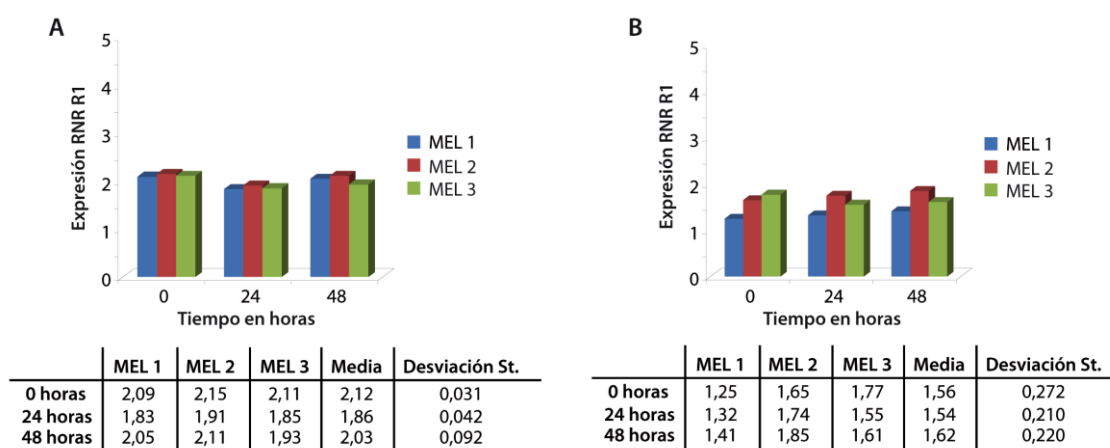 A
Expresión RNR R1
5
4
3
2
1
0
0 24 48
Tiempo en horas
MEL 1
MEL 2
MEL 3
MEL 1 MEL 2 MEL 3 Media Desviación St.
0 horas 2,09 2,15 2,11 2,12 0,031
24 horas 1,83 1,91 1,85 1,86 0,042
48 horas 2,05 2,11 1,93 2,03 0,092
B
Expresión RNR R1
5
4
3
2
1
0
0 24 48
Tiempo en horas
MEL 1
MEL 2
MEL 3
MEL 1 MEL 2 MEL 3 Media Desviación St.
0 horas 1,25 1,65 1,77 1,56 0,272
24 horas 1,32 1,74 1,55 1,54 0,210
48 horas 1,41 1,85 1,61 1,62 0,220